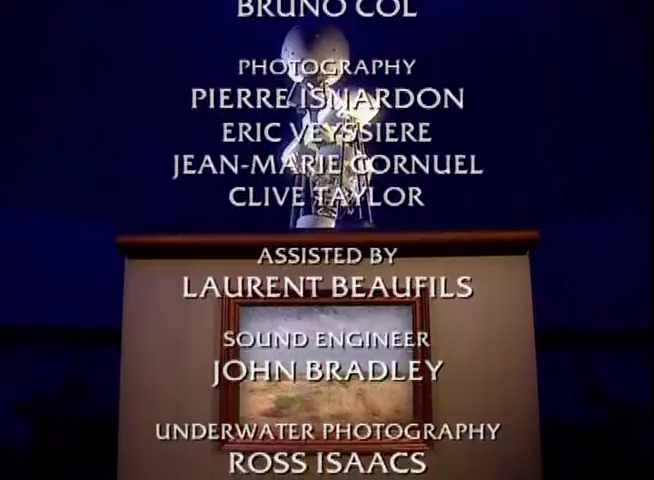 BRUNO COL
PHOTOGRAPHY
PIERRE ISNARDON
ERIC VEYSSIERE
JEAN-MARIE CORNUEL
CLIVE TAYLOR
ASSISTED BY
LAURENT BEAUFILS
SOUND ENGINEER
JOHN BRADLEY
UNDERWATER PHOTOGRAPHY
ROSS ISAACS